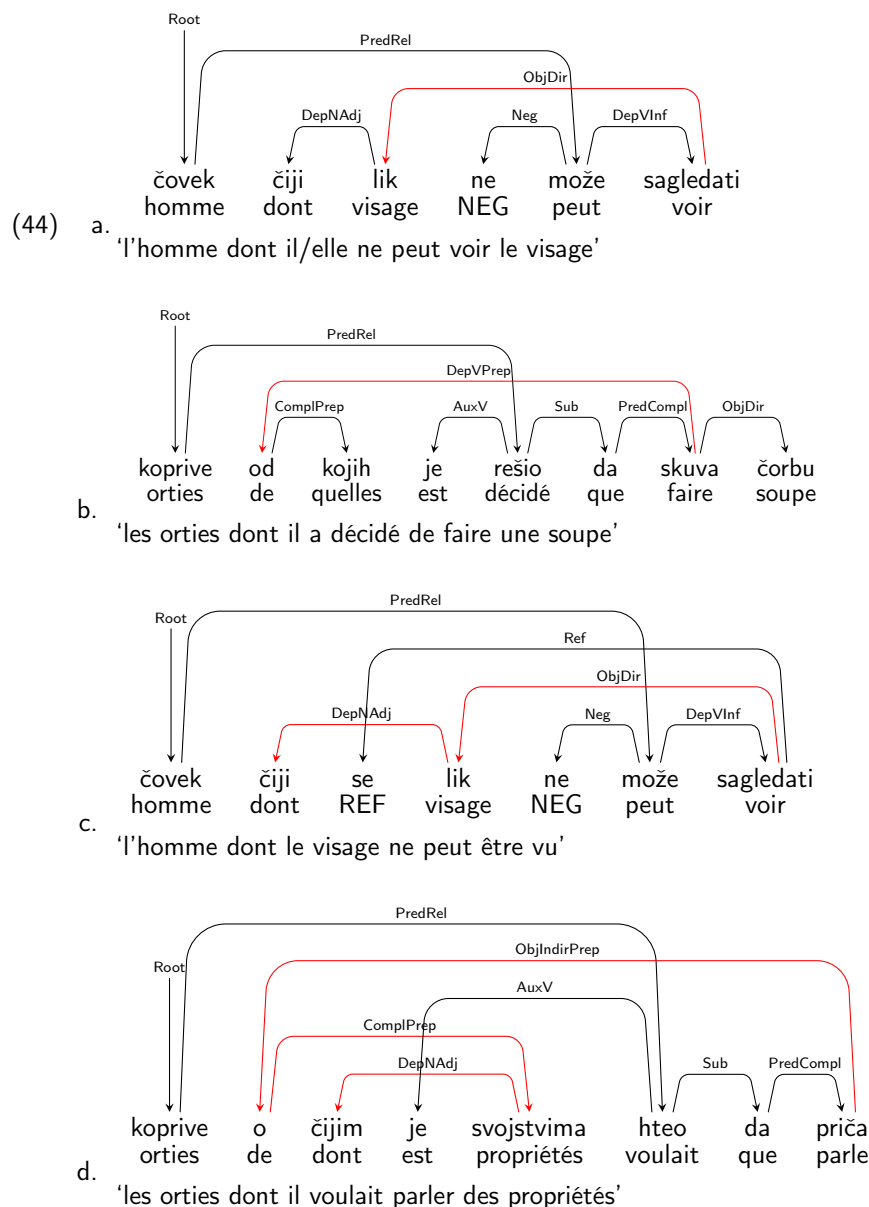 Root
PredRel
ObjDir
DepNAdj Neg DepVInf
čovek čiji lik ne može sagledati
homme dont visage NEG peut voir
(44) a.
‘l’homme dont il/elle ne peut voir le visage’
Root
PredRel
DepVPrep
ComplPrep AuxV Sub PredCompl ObjDir
koprive od kojih je rešio da skuva čorbu
orties de quelles est décidé que faire soupe
b.
‘les orties dont il a décidé de faire une soupe’
PredRel
Root
Ref
ObjDir
DepNAdj Neg DepVInf
čovek čiji se lik ne može sagledati
homme dont REF visage NEG peut voir
c.
‘l’homme dont le visage ne peut être vu’
PredRel
ObjIndirPrep
Root
AuxV
ComplPrep
DepNAdj Sub PredCompl
koprive o čijim je svojstvima hteo da priča
orties de dont est propriétés voulait que parle
d.
‘les orties dont il voulait parler des propriétés’